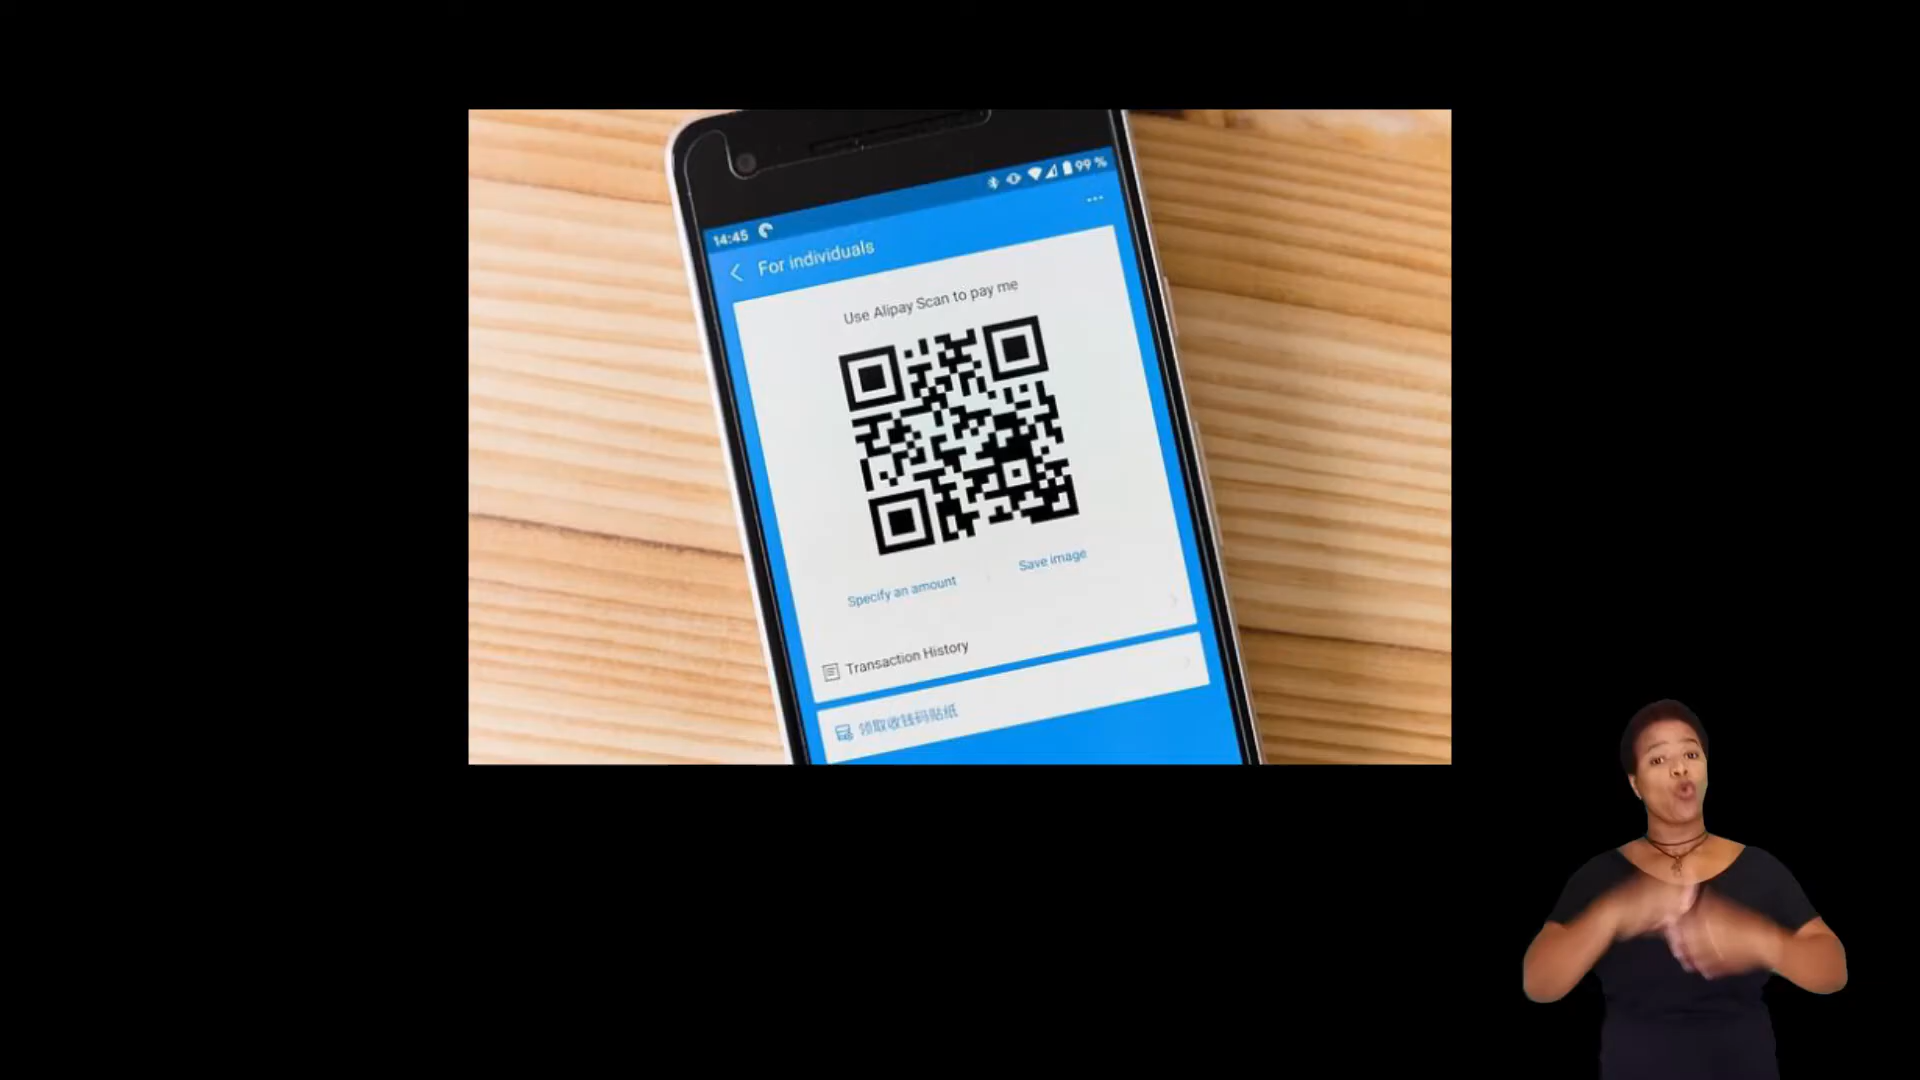 99 %
14:45
For individuals
Use Alipay Scan to pay me
Specify an amount
Save image
Transaction History
领取收钱码贴纸